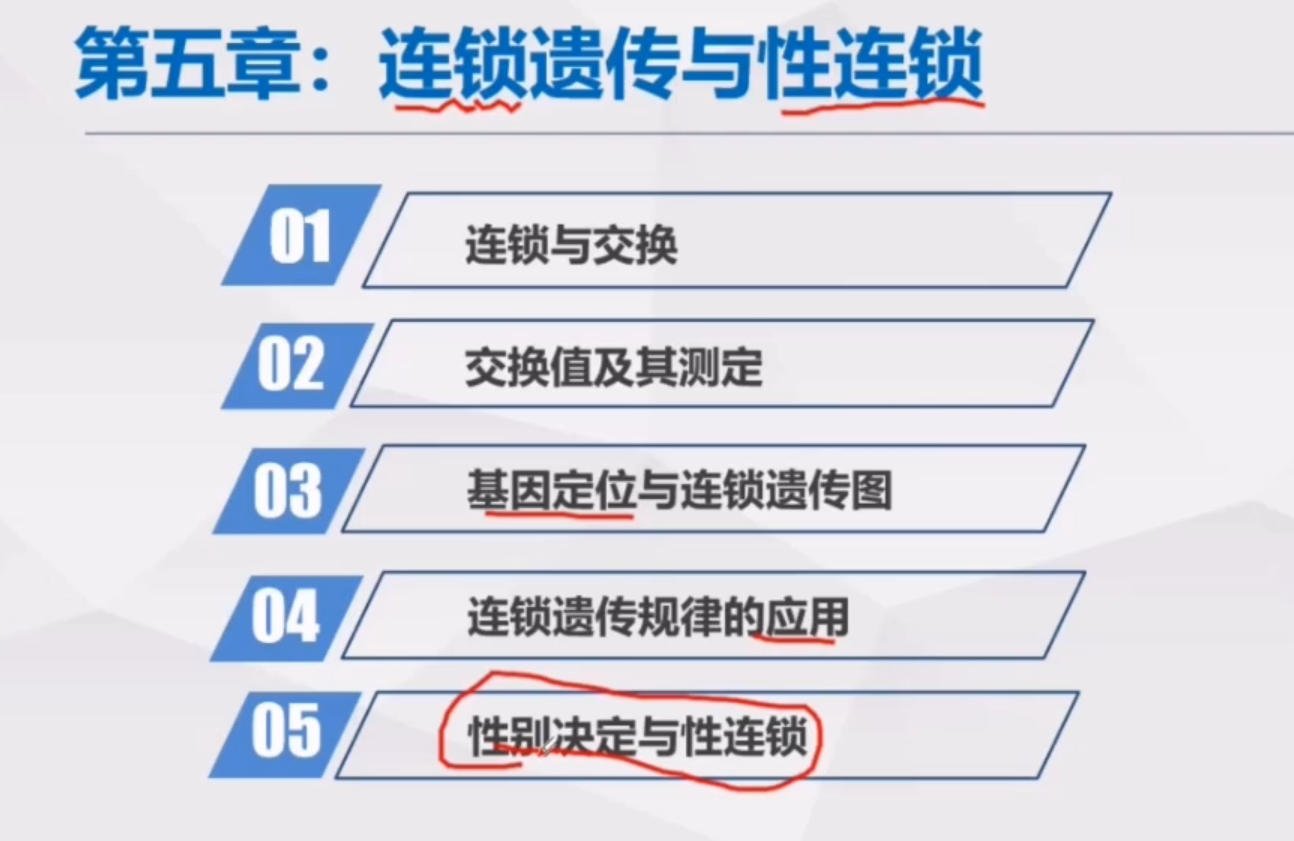 第五章：连锁遗传与性连锁
01 连锁与交换
02 交换值及其测定
03 基因定位与连锁遗传图
04 连锁遗传规律的应用
05 性别决定与性连锁